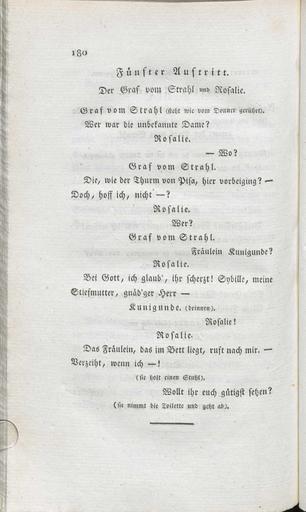 180
Fünfter Auftritt.
Der Graf vom Strahl und Rosalie.
Graf vom Strahl (steht wie vom Donner gerührt).
Wer war die unbekannte Dame?
Rosalie.
— Wo?
Graf vom Strahl.
Die, wie der Thurm von Pisa, hier vorbeiging? —
Doch, hoff ich, nicht —?
Rosalie.
Wer?
Graf vom Strahl.
Fräulein Kunigunde?
Rosalie.
Bei Gott, ich glaub', ihr scherzt! Sybille, meine
Stiefmutter, gnäd'ger Herr —
Kunigunde. (drinnen).
Rosalie!
Rosalie.
Das Fräulein, das im Bett liegt, ruft nach mir. —
Verzeiht, wenn ich —!
(sie holt einen Stuhl).
Wollt ihr euch gütigst setzen?
(sie nimmt die Toilette und geht ab).